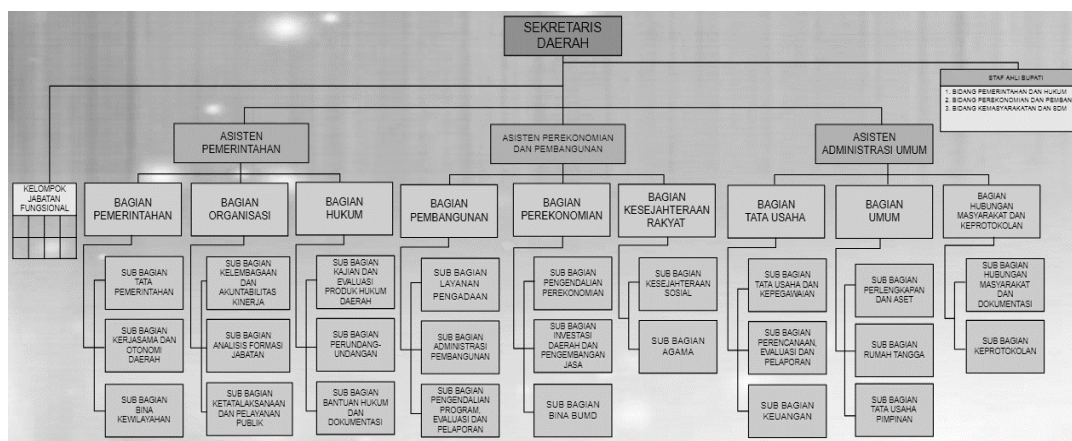 SEKRETARIS
DAERAH
STAF AHLI BUPATI
1. BIDANG PEMERINTAHAN DAN HUKUM
2. BIDANG PEREKONOMIAN DAN PEMBAN
3. BIDANG KEMASYARAKATAN DAN SDM
ASISTEN
PEMERINTAHAN
ASISTEN PEREKONOMIAN
DAN PEMBANGUNAN
ASISTEN
ADMINISTRASI UMUM
KELOMPOK
JABATAN
FUNGSIONAL
BAGIAN
PEMERINTAHAN
BAGIAN
ORGANISASI
BAGIAN
HUKUM
BAGIAN
PEMBANGUNAN
BAGIAN
PEREKONOMIAN
BAGIAN
KESEJAHTERAAN
RAKYAT
BAGIAN
TATA USAHA
BAGIAN
UMUM
BAGIAN
HUBUNGAN
MASYARAKAT DAN
KEPROTOKOLAN
SUB BAGIAN
TATA
PEMERINTAHAN
SUB BAGIAN
KELEMBAGAAN
DAN
AKUNTABILITAS
KINERJA
SUB BAGIAN
KAJIAN DAN
EVALUASI
PRODUK HUKUM
DAERAH
SUB BAGIAN
LAYANAN
PENGADAAN
SUB BAGIAN
PENGENDALIAN
PEREKONOMIAN
SUB BAGIAN
KESEJAHTERAAN
SOSIAL
SUB BAGIAN
TATA USAHA DAN
KEPEGAWAIAN
SUB BAGIAN
PERLENGKAPAN
DAN ASET
SUB BAGIAN
HUBUNGAN
MASYARAKAT
DAN
DOKUMENTASI
SUB BAGIAN
KERJASAMA DAN
OTONOMI
DAERAH
SUB BAGIAN
ANALISIS FORMASI
JABATAN
SUB BAGIAN
PERUNDANG-
UNDANGAN
SUB BAGIAN
ADMINISTRASI
PEMBANGUNAN
SUB BAGIAN
INVESTASI
DAERAH DAN
PENGEMBANGAN
JASA
SUB BAGIAN
AGAMA
SUB BAGIAN
PERENCANAAN,
EVALUASI DAN
PELAPORAN
SUB BAGIAN
RUMAH TANGGA
SUB BAGIAN
KEPROTOKOLAN
SUB BAGIAN
BINA
KEWILAYAHAN
SUB BAGIAN
KETATALAKSANAAN
DAN PELAYANAN
PUBLIK
SUB BAGIAN
BANTUAN HUKUM
DAN
DOKUMENTASI
SUB BAGIAN
PENGENDALIAN
PROGRAM,
EVALUASI DAN
PELAPORAN
SUB BAGIAN
BINA BUMD
SUB BAGIAN
KEUANGAN
SUB BAGIAN
TATA USAHA
PIMPINAN